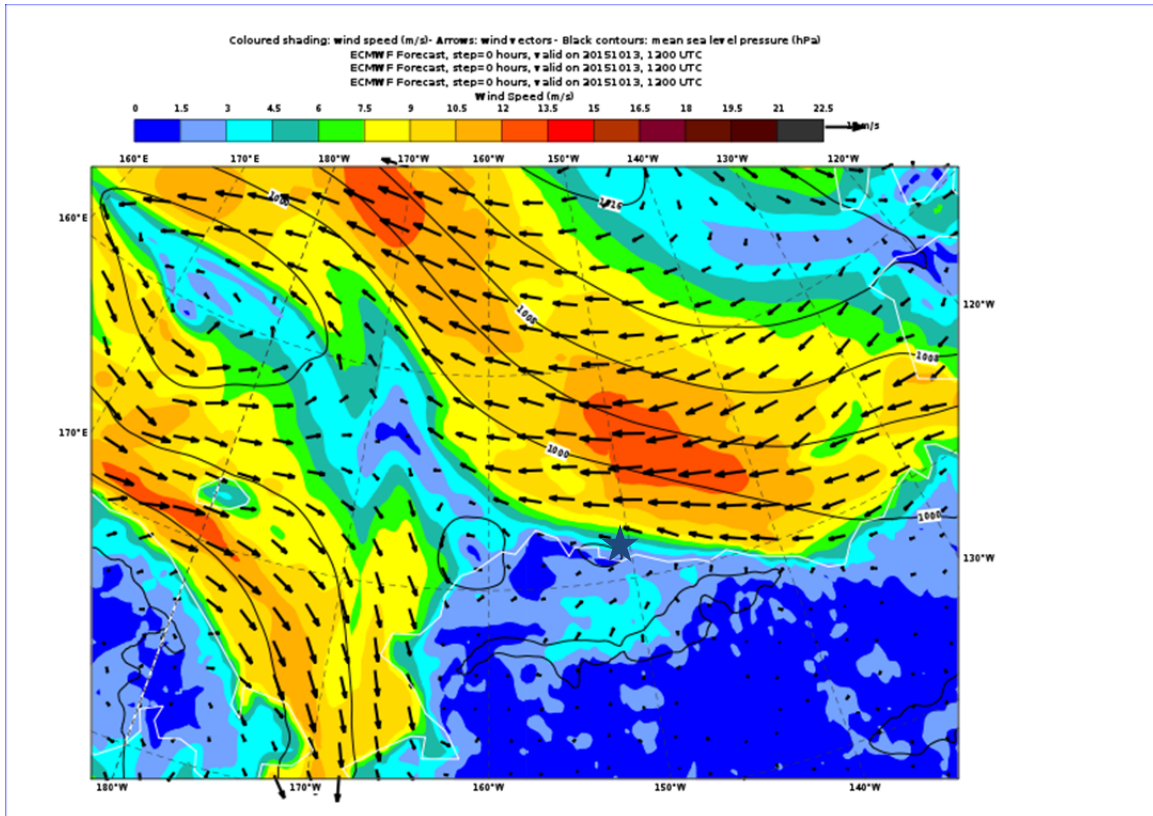 Coloured shading: wind speed (m/s)- Arrows: wind vectors - Black contours: mean sea level pressure (hPa)
ECMWF Forecast, step=0 hours, valid on 20151013, 1200 UTC
ECMWF Forecast, step=0 hours, valid on 20151013, 1200 UTC
ECMWF Forecast, step=0 hours, valid on 20151013, 1200 UTC
Wind Speed (m/s)
0 1.5 3 4.5 6 7.5 9 10.5 12 13.5 15 16.5 18 19.5 21 22.5
m/s
160°E 170°E 180°W 170°W 160°W 150°W 140°W 130°W 120°W
1000
1016
160°E
120°W
1008
1008
170°E
1000
1000
130°W
180°W 170°W 160°W 150°W 140°W